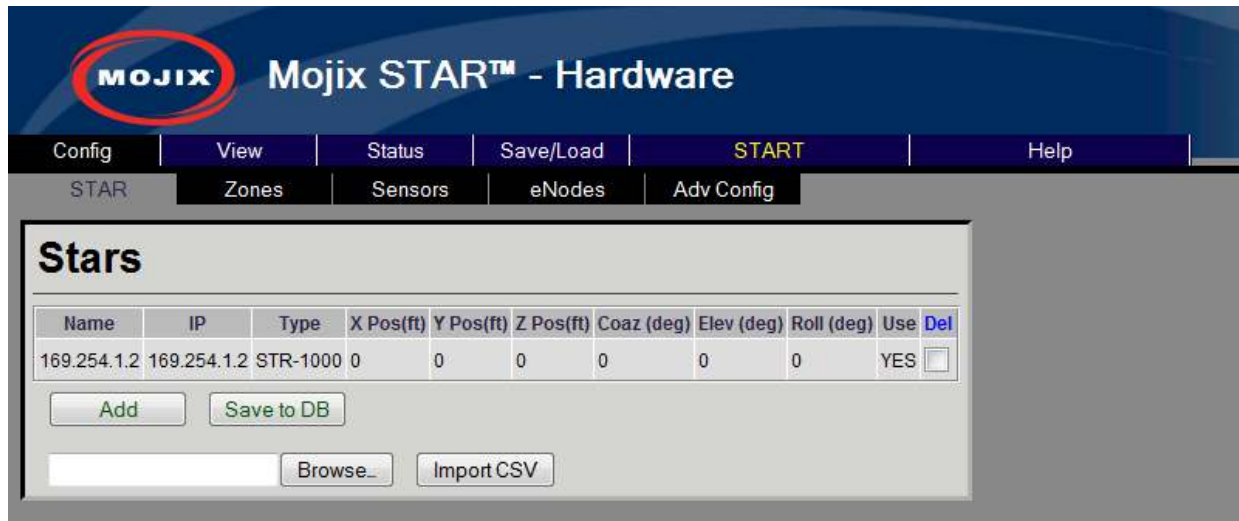 MOJIX Mojix STAR™ - Hardware
Config View Status Save/Load START Help
STAR Zones Sensors eNodes Adv Config
Stars
Name IP Type X Pos(ft) Y Pos(ft) Z Pos(ft) Coaz (deg) Elev (deg) Roll (deg) Use Del
169.254.1.2 169.254.1.2 STR-1000 0 0 0 0 0 0 YES
Add Save to DB
Browse... Import CSV